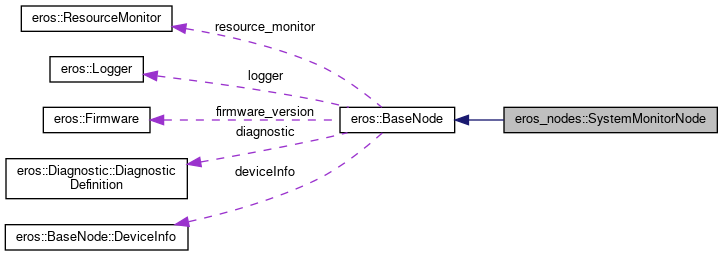 eros::ResourceMonitor
resource_monitor
eros::Logger
logger
eros::Firmware
firmware_version
eros::BaseNode
eros_nodes::SystemMonitorNode
diagnostic
eros::Diagnostic::Diagnostic
Definition
deviceInfo
eros::BaseNode::DeviceInfo